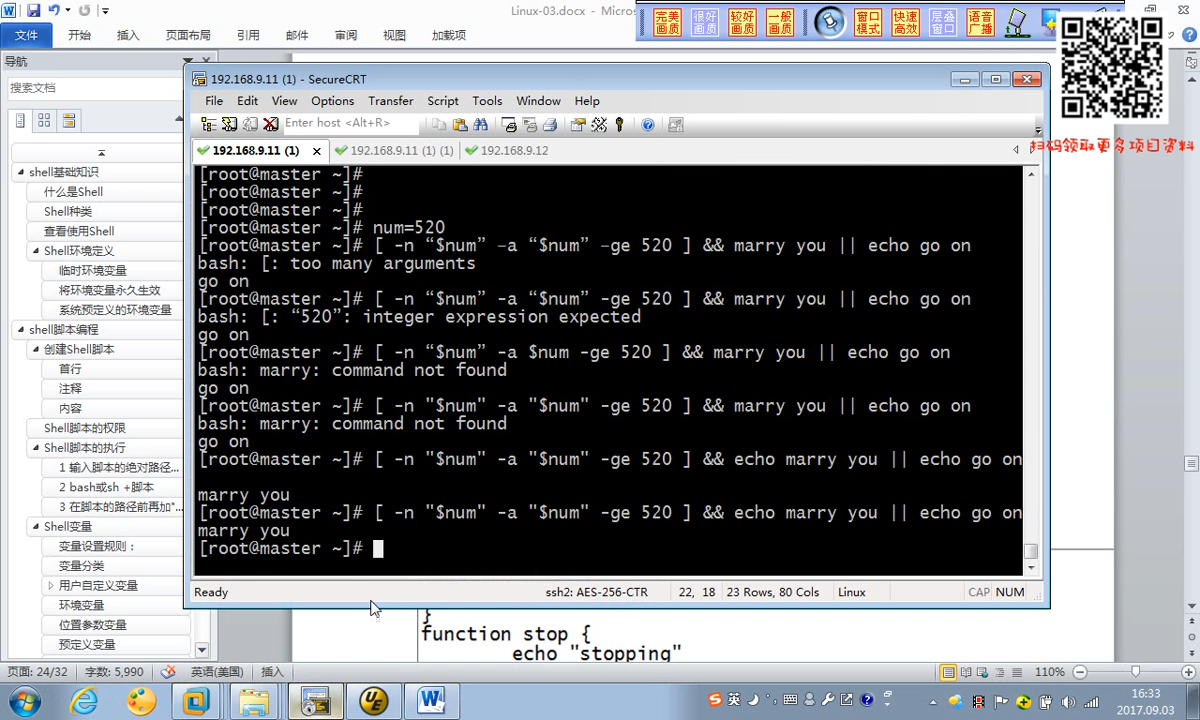 Linux-03.docx - Micros
完美画质 很好画质 较好画质 一般画质 窗口模式 快速高效 层叠窗口 语音广播
文件 开始 插入 页面布局 引用 邮件 审阅 视图 加载项
扫码领取更多项目资料
导航
搜索文档
shell基础知识
什么是Shell
Shell种类
查看使用Shell
Shell环境定义
临时环境变量
将环境变量永久生效
系统预定义的环境变量
shell脚本编程
创建Shell脚本
首行
注释
内容
Shell脚本的权限
Shell脚本的执行
1 输入脚本的绝对路径...
2 bash或sh +脚本
3 在脚本的路径前再加"...
Shell变量
变量设置规则：
变量分类
用户自定义变量
环境变量
位置参数变量
预定义变量
192.168.9.11 (1) - SecureCRT
File Edit View Options Transfer Script Tools Window Help
Enter host <Alt+R>
192.168.9.11 (1) 192.168.9.11 (1) (1) 192.168.9.12
[root@master ~]#
[root@master ~]#
[root@master ~]#
[root@master ~]# num=520
[root@master ~]# [ -n “$num” –a “$num” –ge 520 ] && marry you || echo go on
bash: [: too many arguments
go on
[root@master ~]# [ -n “$num” -a “$num” -ge 520 ] && marry you || echo go on
bash: [: “520”: integer expression expected
go on
[root@master ~]# [ -n “$num” -a $num -ge 520 ] && marry you || echo go on
bash: marry: command not found
go on
[root@master ~]# [ -n "$num" -a "$num" -ge 520 ] && marry you || echo go on
bash: marry: command not found
go on
[root@master ~]# [ -n "$num" -a "$num" -ge 520 ] && echo marry you || echo go on
marry you
[root@master ~]# [ -n "$num" -a "$num" -ge 520 ] && echo marry you || echo go on
marry you
[root@master ~]#
Ready ssh2: AES-256-CTR 22, 18 23 Rows, 80 Cols Linux CAP NUM
}
function stop {
echo "stopping"
页面: 24/32 字数: 5,990 英语(美国) 插入 110%
英
16:33
2017.09.03